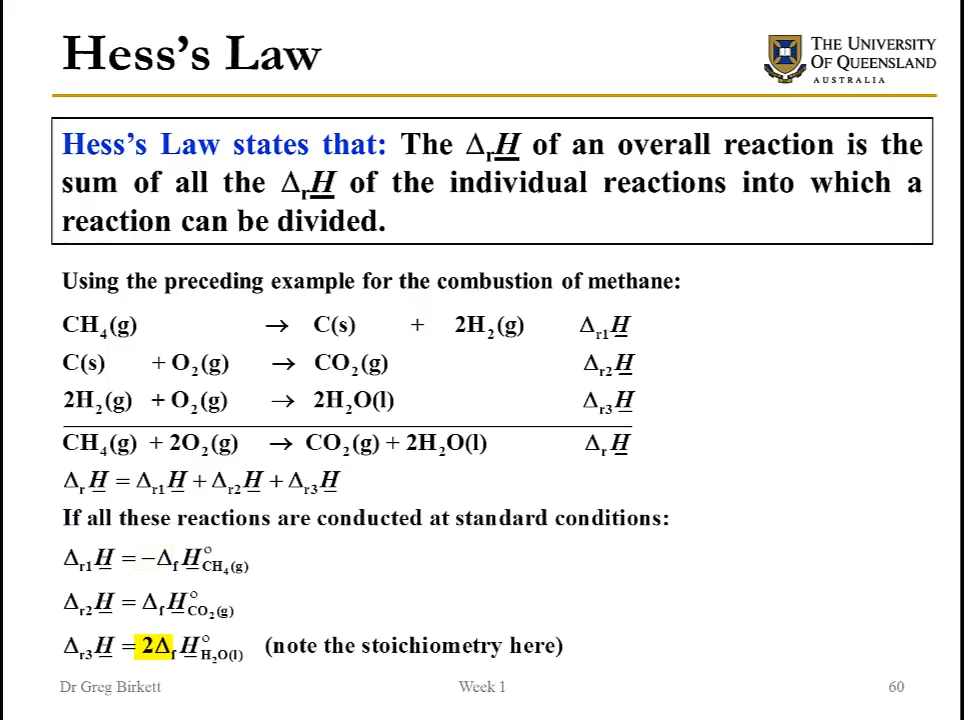 Hess’s Law
THE UNIVERSITY
OF QUEENSLAND
AUSTRALIA
Hess’s Law states that: The ΔrH of an overall reaction is the
sum of all the ΔrH of the individual reactions into which a
reaction can be divided.
Using the preceding example for the combustion of methane:
CH4(g) → C(s) + 2H2(g) Δr1H
C(s) + O2(g) → CO2(g) Δr2H
2H2(g) + O2(g) → 2H2O(l) Δr3H
CH4(g) + 2O2(g) → CO2(g) + 2H2O(l) ΔrH
ΔrH = Δr1H + Δr2H + Δr3H
If all these reactions are conducted at standard conditions:
Δr1H = −ΔfH°CH4(g)
Δr2H = ΔfH°CO2(g)
Δr3H = 2ΔfH°H2O(l) (note the stoichiometry here)
Dr Greg Birkett Week 1 60